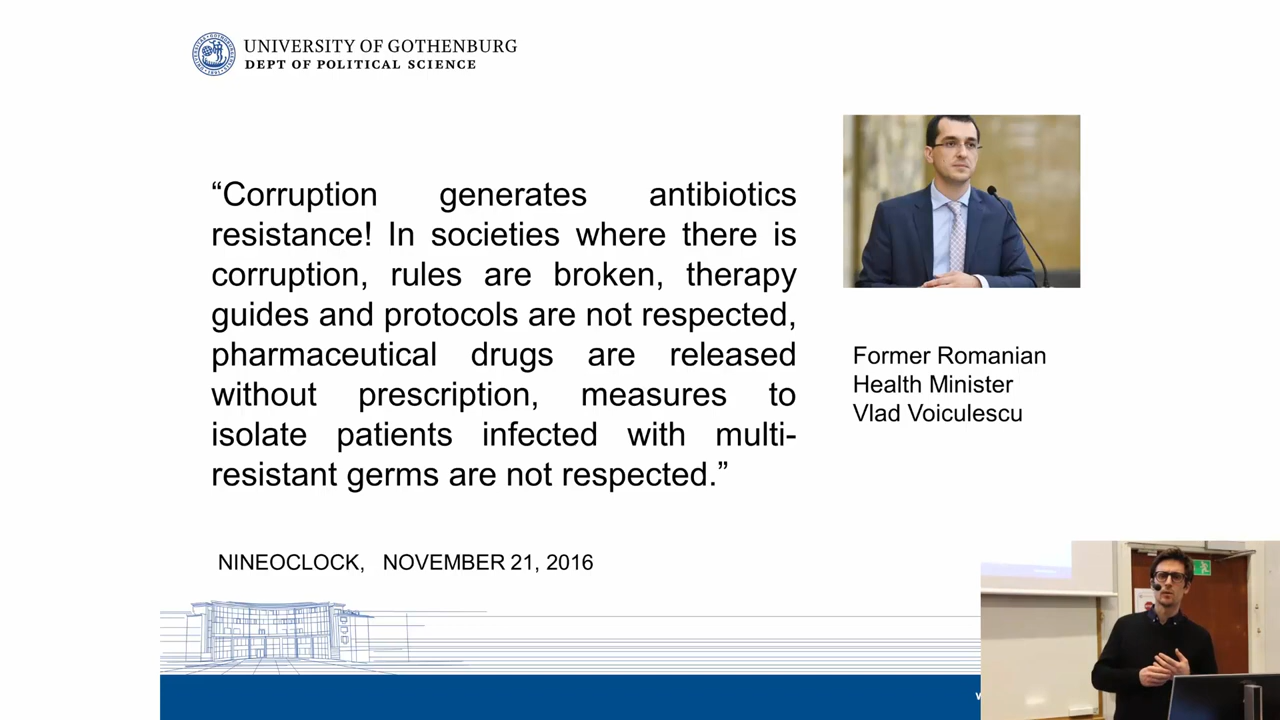 UNIVERSITY OF GOTHENBURG
DEPT OF POLITICAL SCIENCE
“Corruption generates antibiotics
resistance! In societies where there is
corruption, rules are broken, therapy
guides and protocols are not respected,
pharmaceutical drugs are released
without prescription, measures to
isolate patients infected with multi-
resistant germs are not respected.”
Former Romanian
Health Minister
Vlad Voiculescu
NINEOCLOCK, NOVEMBER 21, 2016